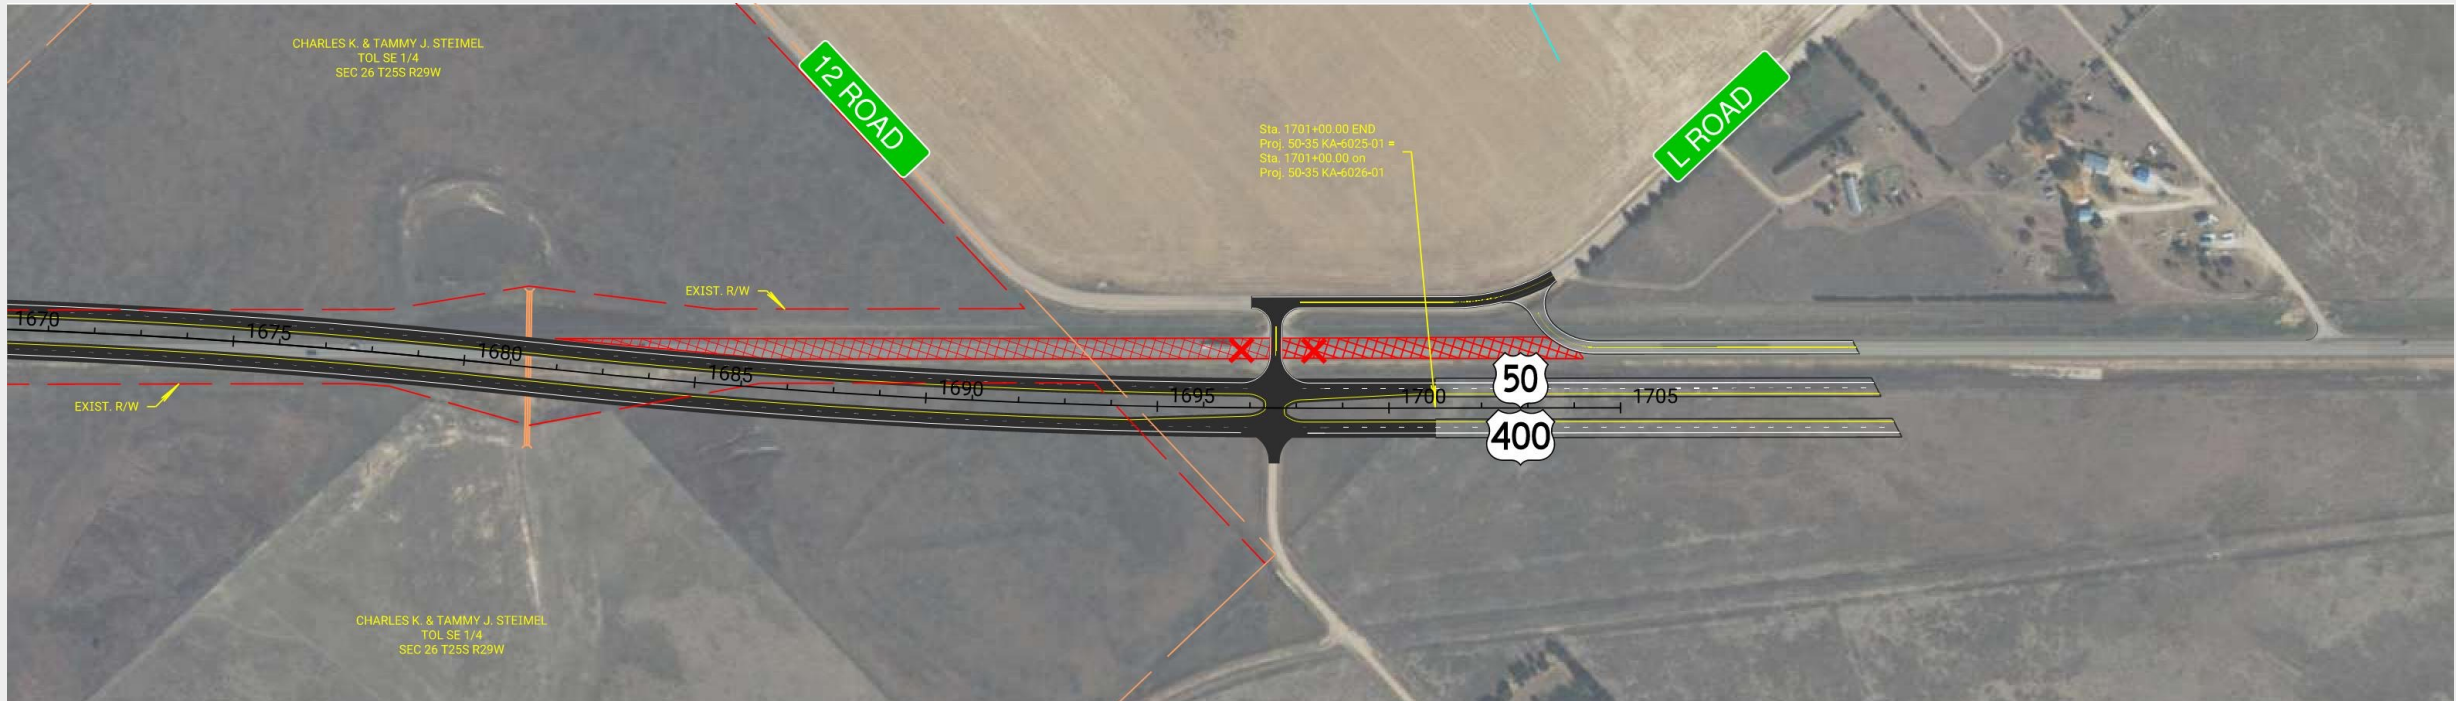 CHARLES K. & TAMMY J. STEIMEL
TOL SE 1/4
SEC 26 T25S R29W
12 ROAD
L ROAD
Sta. 1701+00.00 END
Proj. 50-35 KA-6025-01 =
Sta. 1701+00.00 on
Proj. 50-35 KA-6026-01
EXIST. R/W
1670
1675
1680
1685
1690
1695
1700
1705
50
400
EXIST. R/W
CHARLES K. & TAMMY J. STEIMEL
TOL SE 1/4
SEC 26 T25S R29W